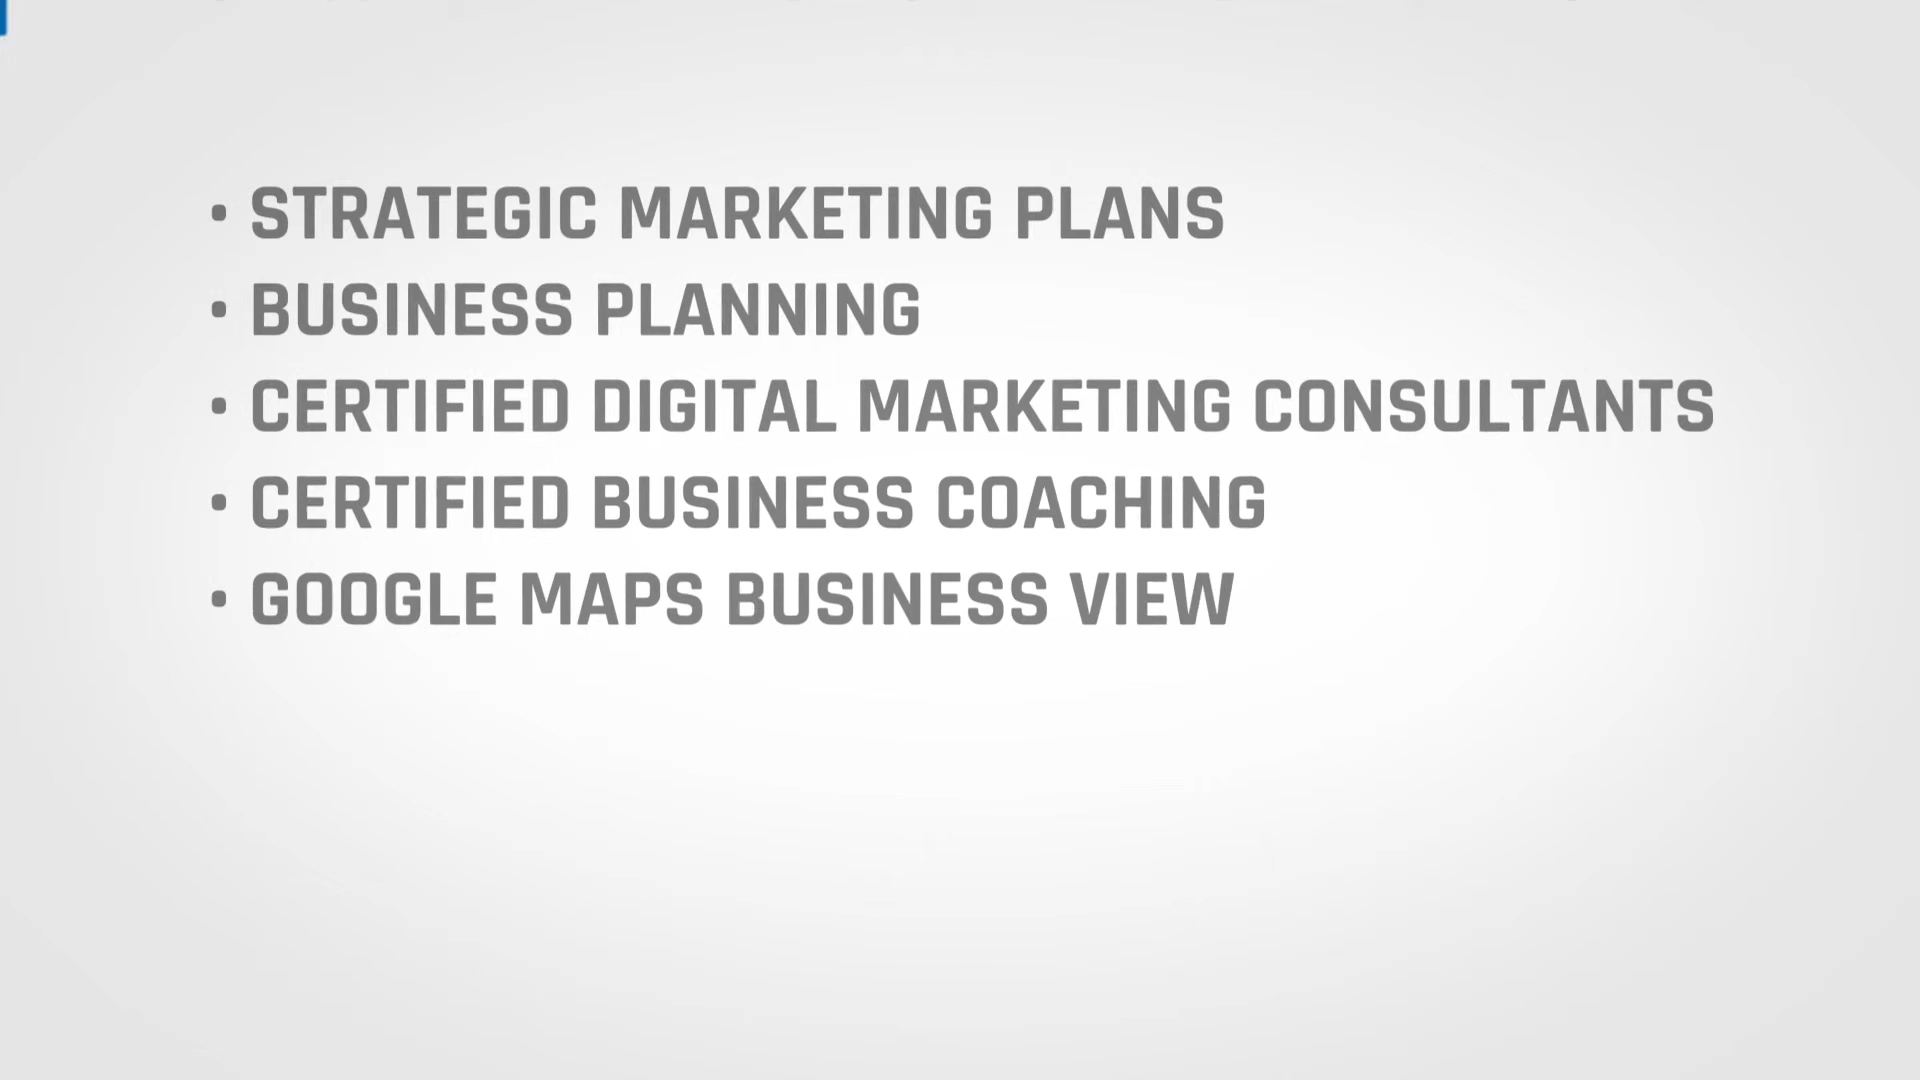 • STRATEGIC MARKETING PLANS
• BUSINESS PLANNING
• CERTIFIED DIGITAL MARKETING CONSULTANTS
• CERTIFIED BUSINESS COACHING
• GOOGLE MAPS BUSINESS VIEW